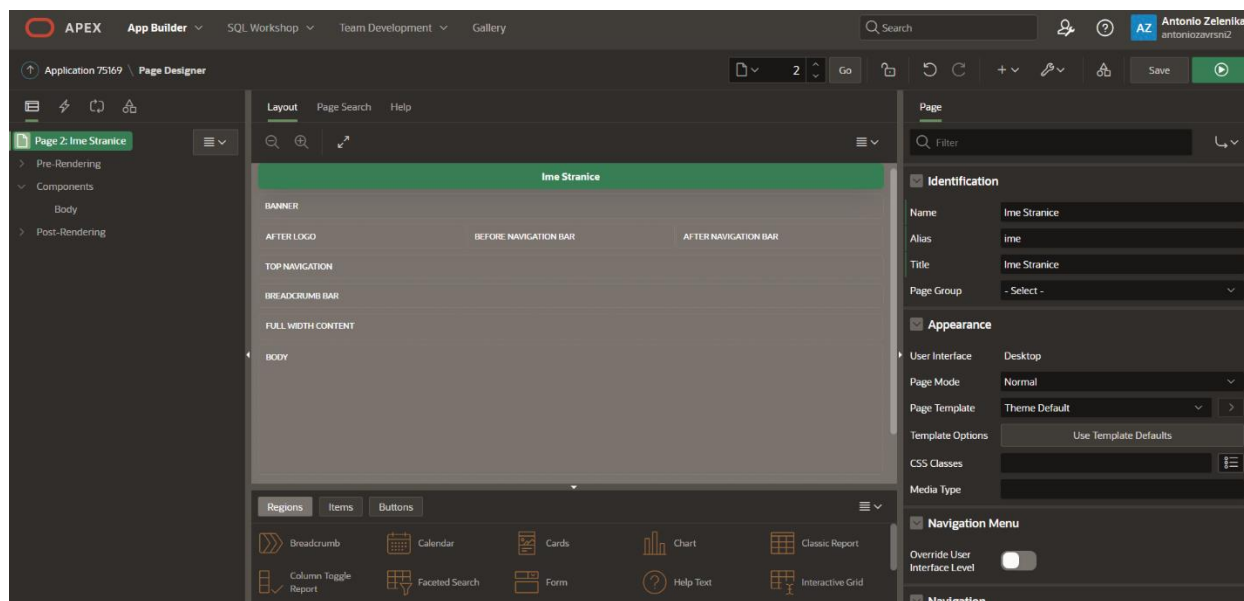 APEX App Builder SQL Workshop Team Development Gallery Search AZ Antonio Zelenika
antoniozavrsni2
Application 75169 \ Page Designer 2 Go Save
Layout Page Search Help
Page
Page 2: Ime Stranice
Pre-Rendering
Components
Body
Post-Rendering
Ime Stranice
BANNER
AFTER LOGO BEFORE NAVIGATION BAR AFTER NAVIGATION BAR
TOP NAVIGATION
BREADCRUMB BAR
FULL WIDTH CONTENT
BODY
Regions Items Buttons
Breadcrumb Calendar Cards Chart Classic Report
Column Toggle
Report Faceted Search Form Help Text Interactive Grid
Filter
Identification
Name Ime Stranice
Alias ime
Title Ime Stranice
Page Group - Select -
Appearance
User Interface Desktop
Page Mode Normal
Page Template Theme Default
Template Options Use Template Defaults
CSS Classes
Media Type
Navigation Menu
Override User
Interface Level
Navigation